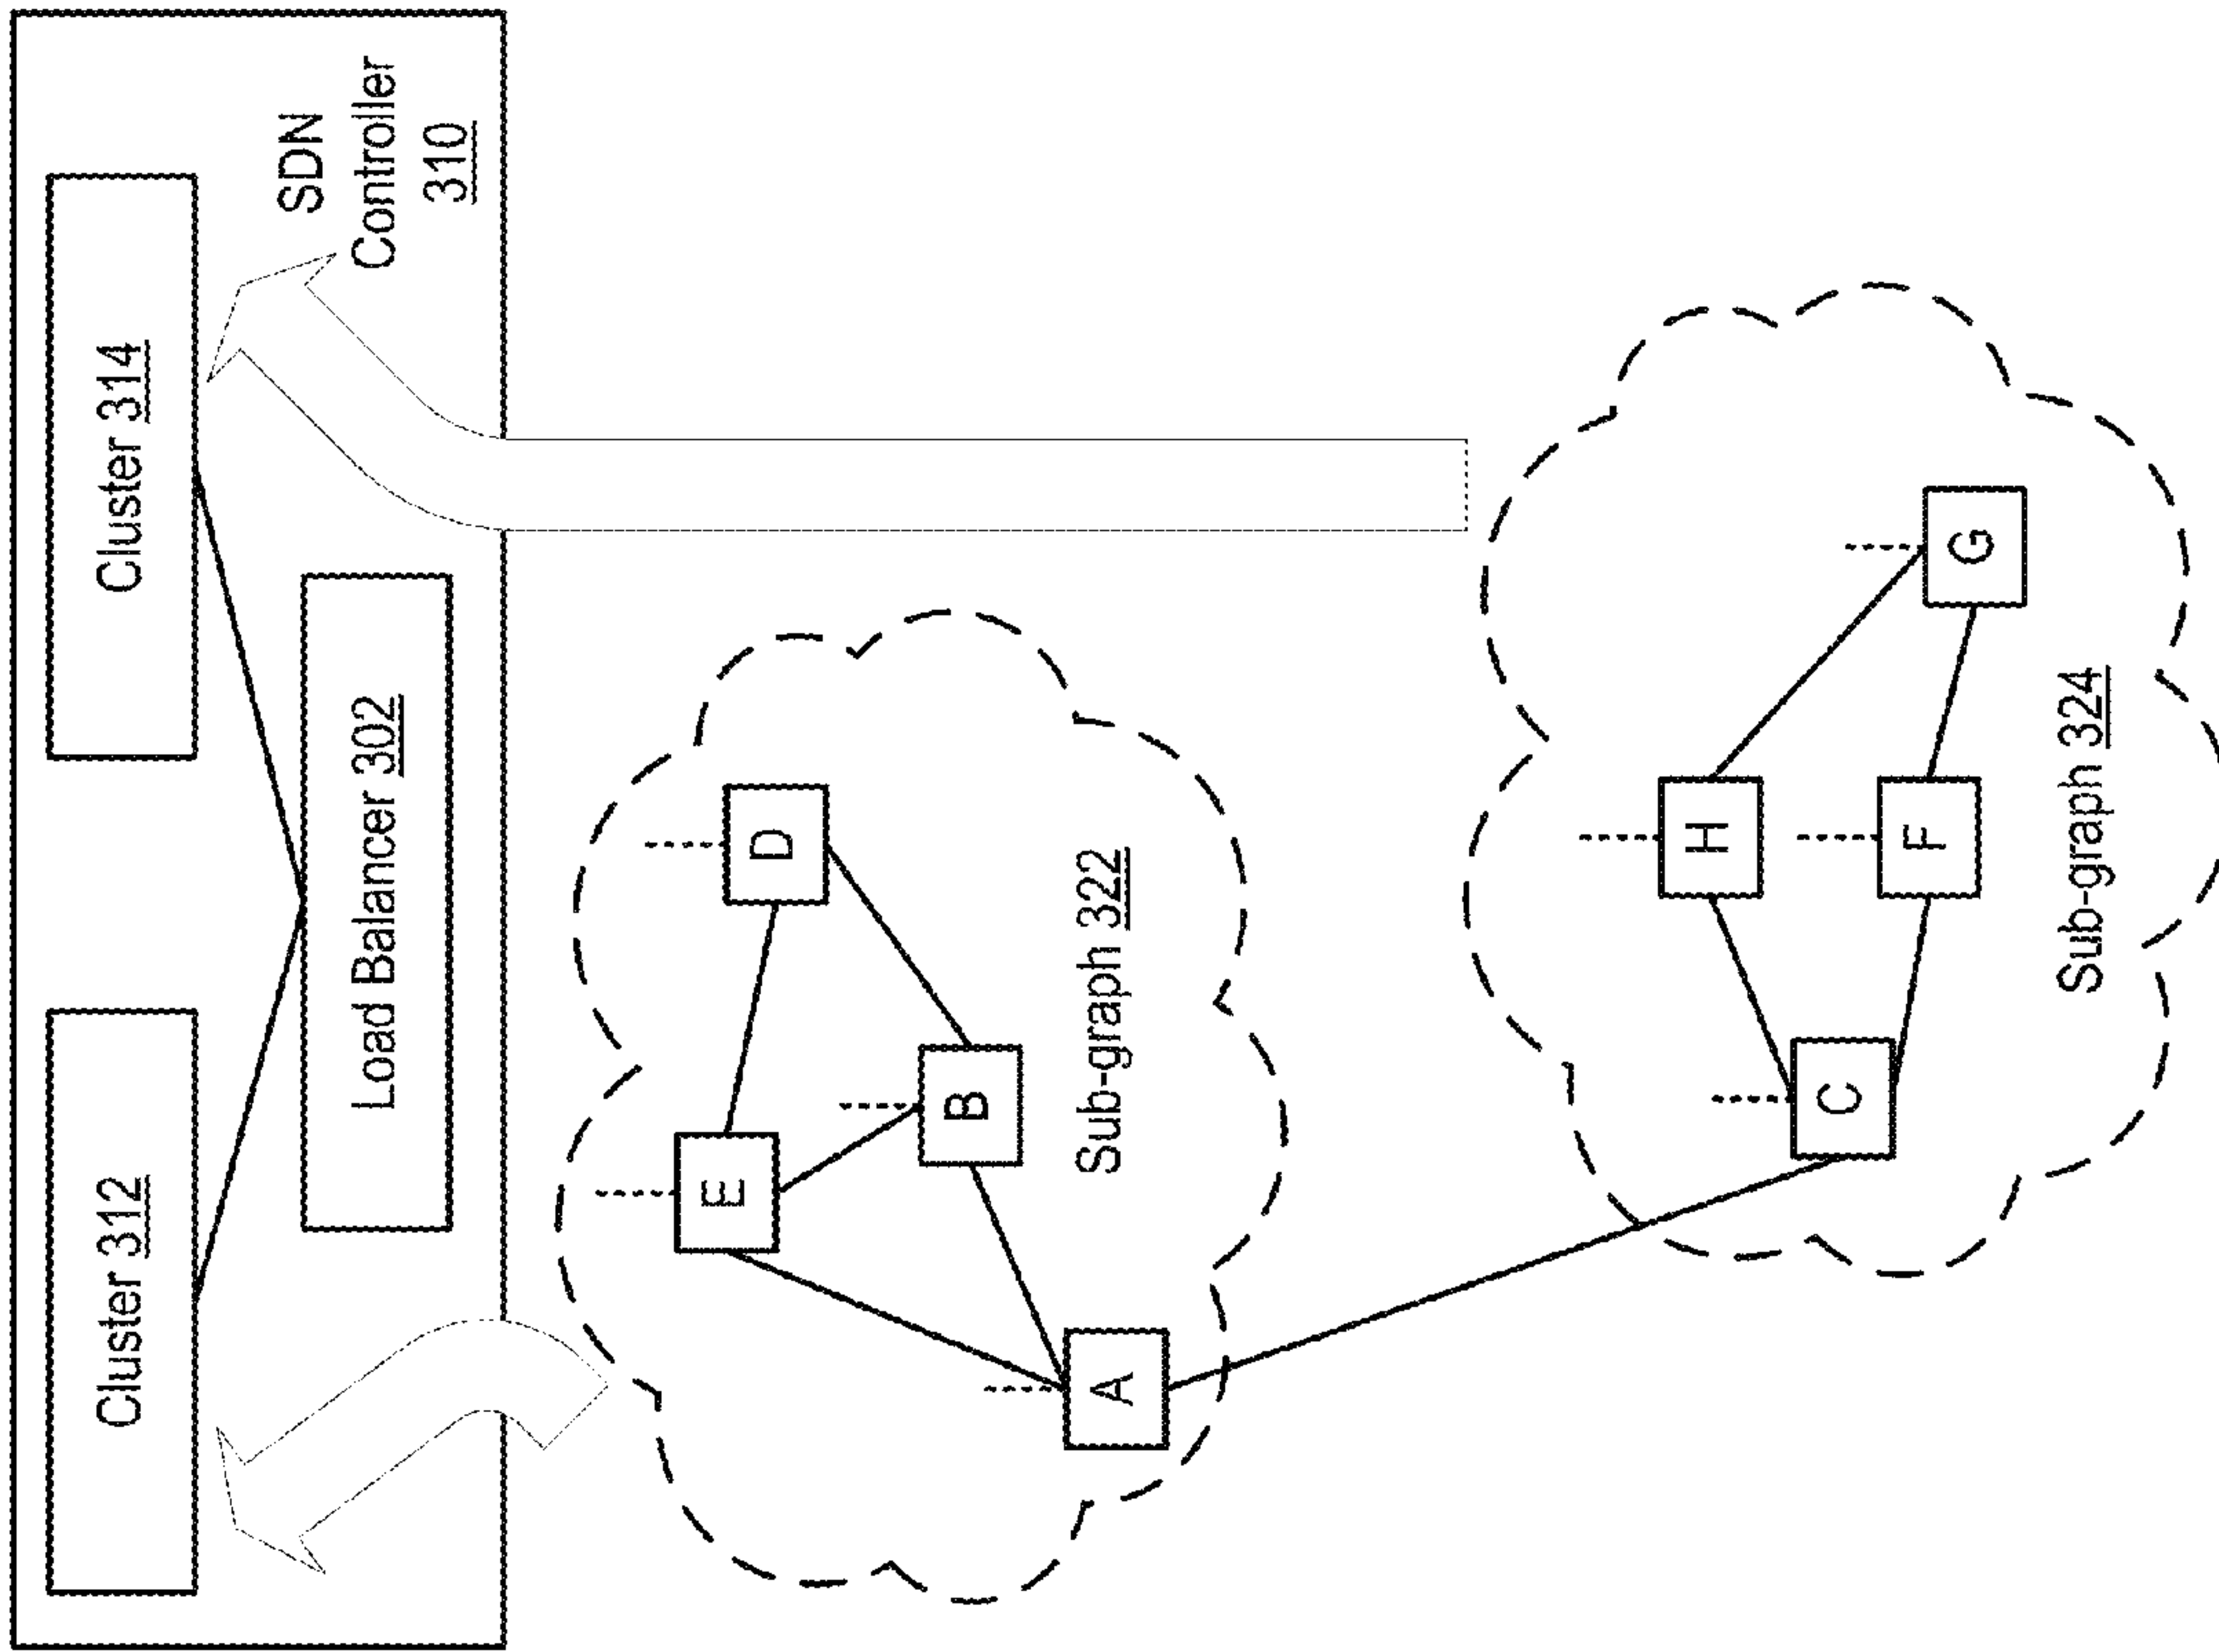 Cluster 312
Cluster 314
Load Balancer 302
SDN
Controller
310
E
D
B
A
Sub-graph 322
H
F
G
C
Sub-graph 324